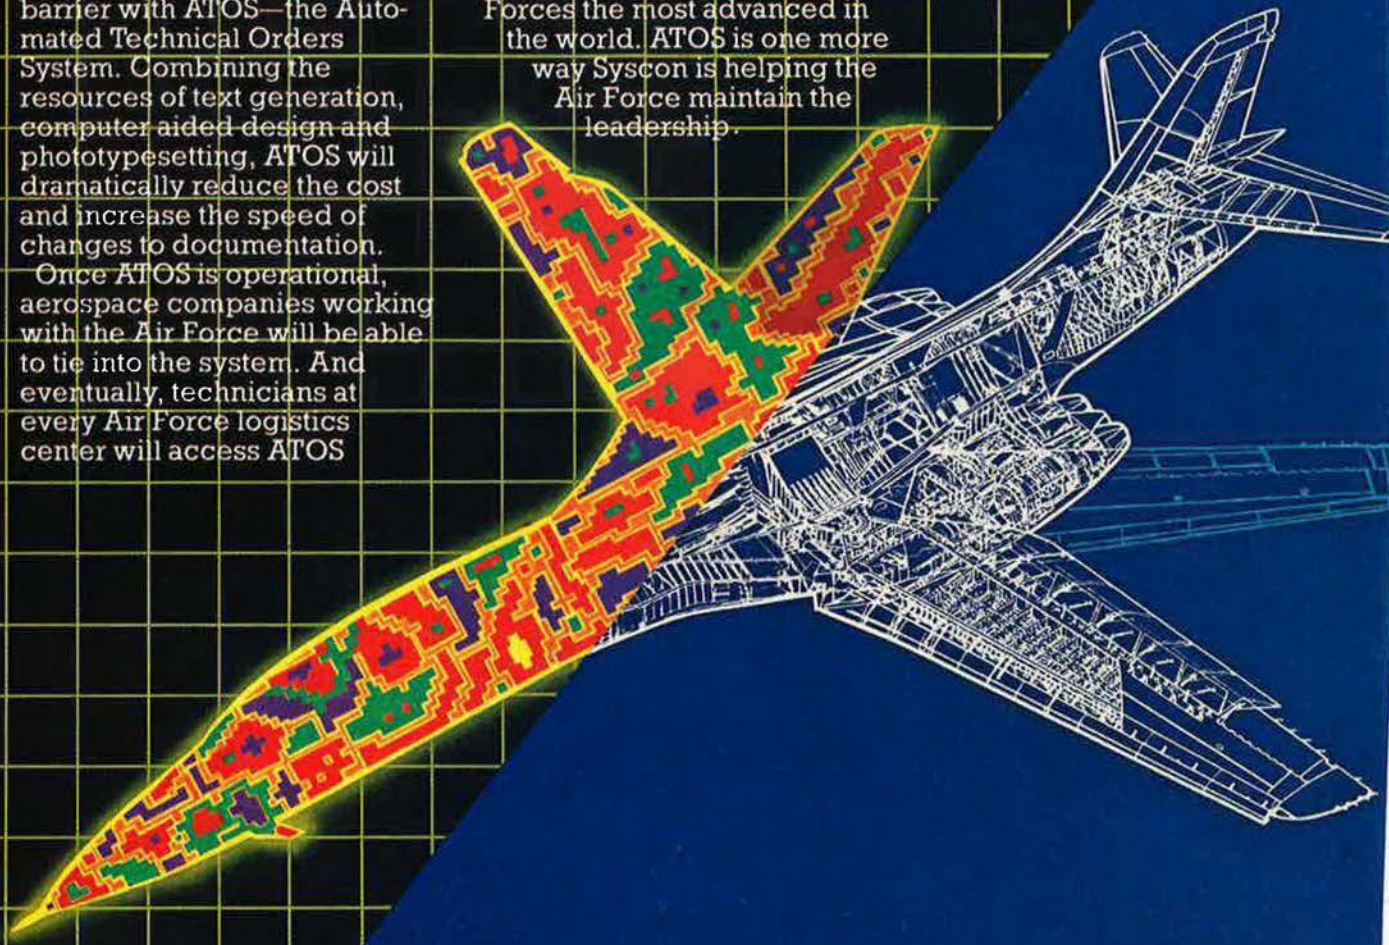 barrier with ATOS—the Auto-
mated Technical Orders
System. Combining the
resources of text generation,
computer aided design and
phototypesetting, ATOS will
dramatically reduce the cost
and increase the speed of
changes to documentation.
Once ATOS is operational,
aerospace companies working
with the Air Force will be able
to tie into the system. And
eventually, technicians at
every Air Force logistics
center will access ATOS
Forces the most advanced in
the world. ATOS is one more
way Syscon is helping the
Air Force maintain the
leadership.